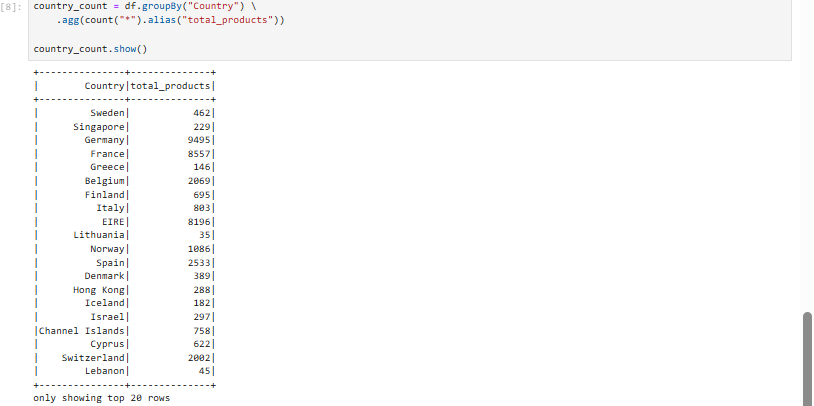 [8]: country_count = df.groupBy("Country") \
    .agg(count("*").alias("total_products"))
country_count.show()
+---------------+--------------+
|        Country|total_products|
+---------------+--------------+
|         Sweden|           462|
|      Singapore|           229|
|        Germany|          9495|
|         France|          8557|
|         Greece|           146|
|        Belgium|          2069|
|        Finland|           695|
|          Italy|           803|
|           EIRE|          8196|
|      Lithuania|            35|
|         Norway|          1086|
|          Spain|          2533|
|        Denmark|           389|
|      Hong Kong|           288|
|        Iceland|           182|
|         Israel|           297|
|Channel Islands|           758|
|         Cyprus|           622|
|    Switzerland|          2002|
|        Lebanon|            45|
+---------------+--------------+
only showing top 20 rows